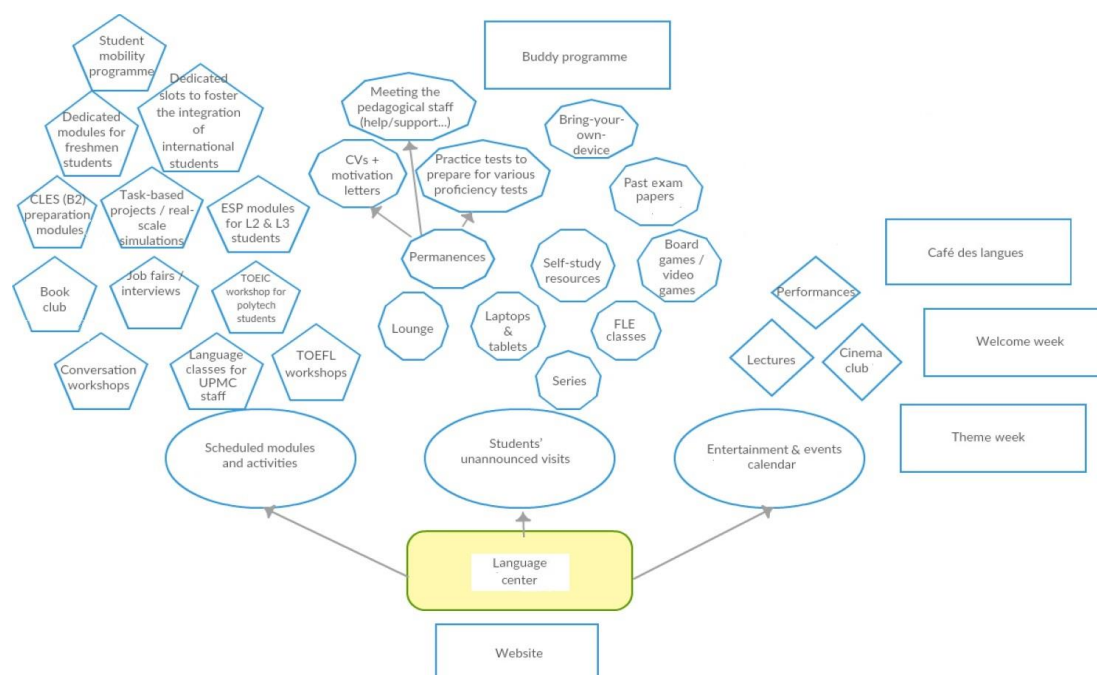 Student
mobility
programme
Dedicated
slots to foster
the integration
of
international
students
Dedicated
modules for
freshmen
students
CLES (B2)
preparation
modules
Task-based
projects / real-
scale
simulations
ESP modules
for L2 & L3
students
Book
club
Job fairs /
interviews
TOEIC
workshop for
polytech
students
Conversation
workshops
Language
classes for
UPMC
staff
TOEFL
workshops
Scheduled modules
and activities
Buddy programme
Meeting the
pedagogical staff
(help/support...)
Bring-your-
own-
device
CVs +
motivation
letters
Practice tests to
prepare for various
proficiency tests
Past exam
papers
Permanences
Self-study
resources
Board
games /
video
games
Lounge
Laptops
&
tablets
FLE
classes
Series
Students'
unannounced visits
Café des langues
Performances
Welcome week
Lectures
Cinema
club
Theme week
Entertainment & events
calendar
Language
center
Website